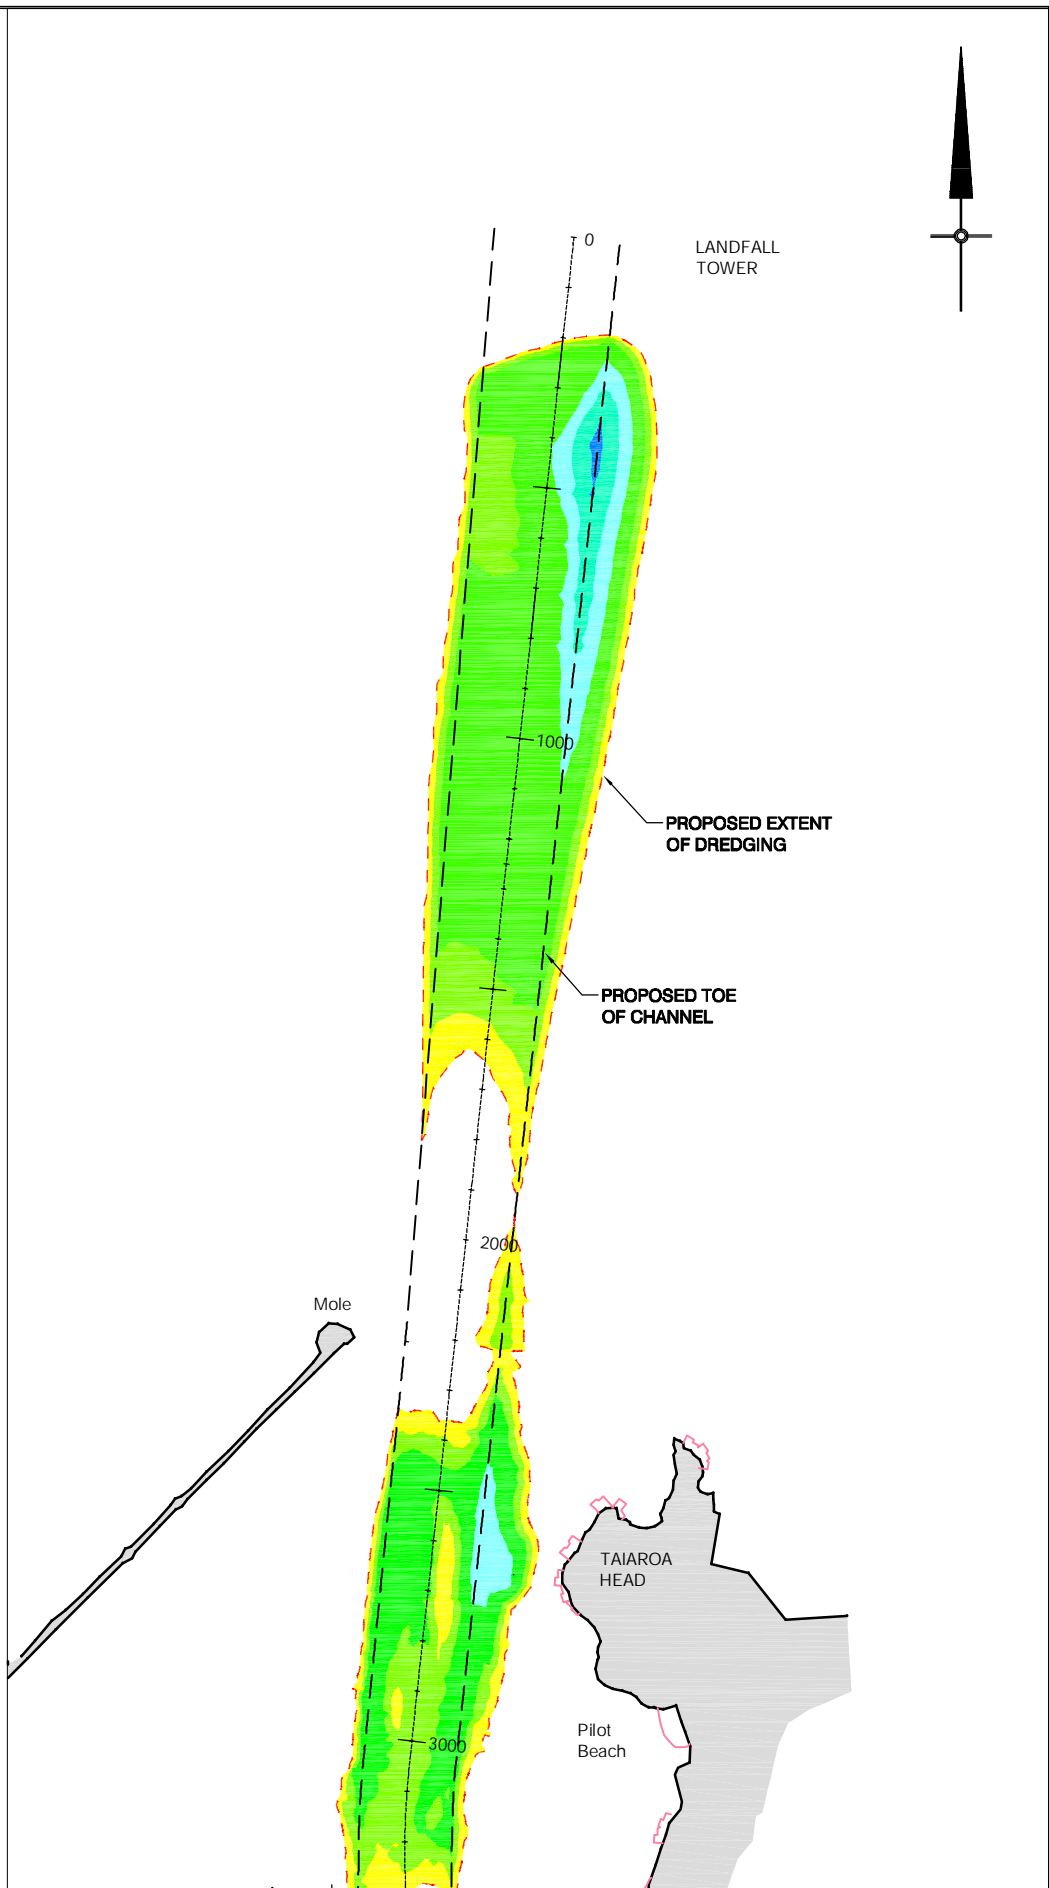 0
LANDFALL
TOWER
1000
PROPOSED EXTENT
OF DREDGING
PROPOSED TOE
OF CHANNEL
2000
Mole
TAIAROA
HEAD
Pilot
Beach
3000